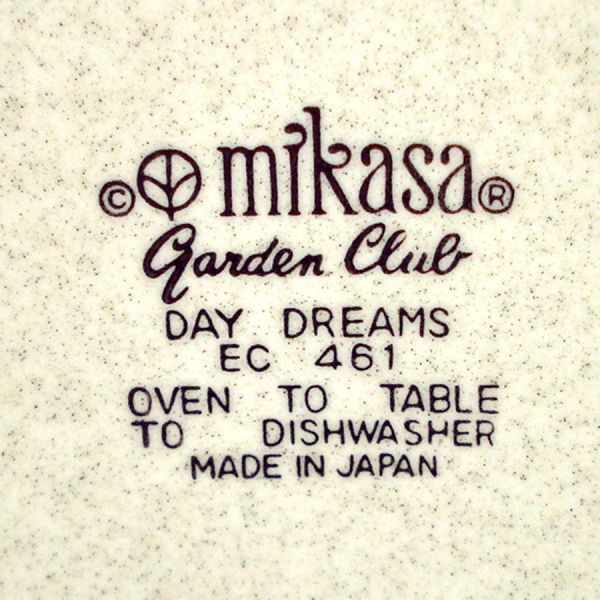 © mikasa ®
Garden Club
DAY DREAMS
EC 461
OVEN TO TABLE
TO DISHWASHER
MADE IN JAPAN